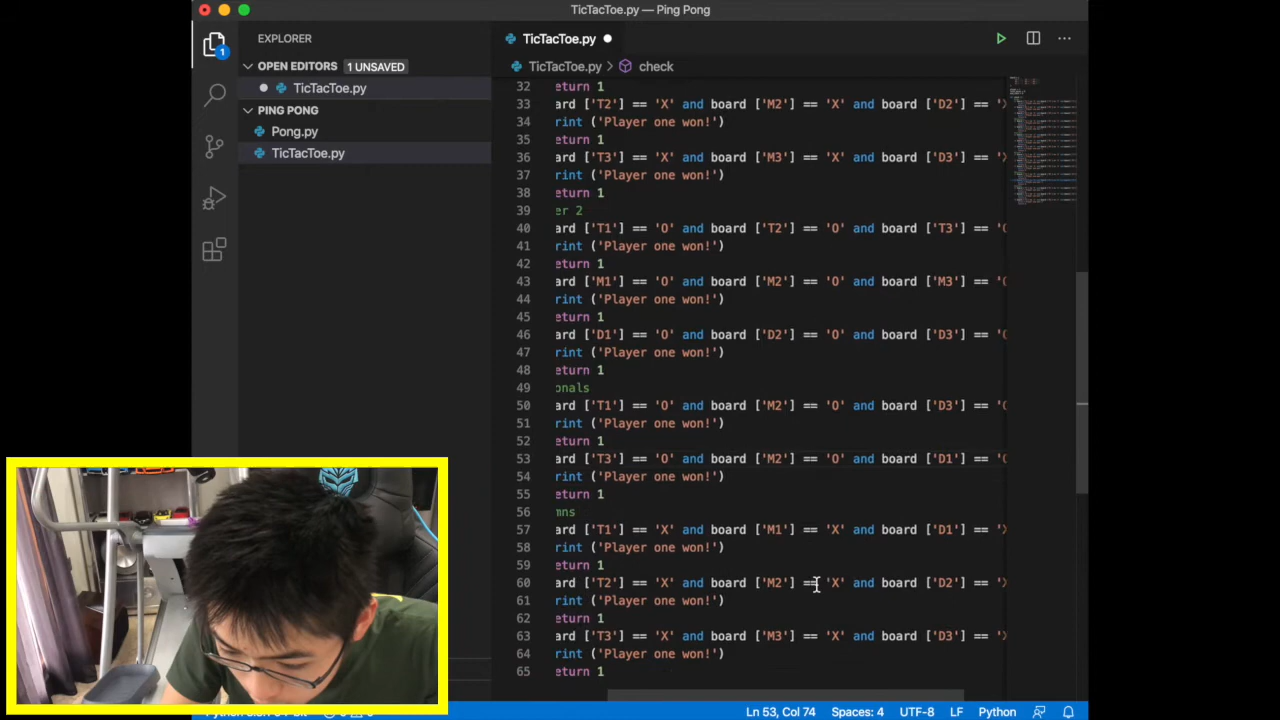 TicTacToe.py — Ping Pong
EXPLORER
OPEN EDITORS 1 UNSAVED
TicTacToe.py
PING PONG
Pong.py
TicTacToe.py
1
TicTacToe.py
TicTacToe.py > check
32 eturn 1
33 ard ['T2'] == 'X' and board ['M2'] == 'X' and board ['D2'] == 'X
34 rint ('Player one won!')
35 eturn 1
36 ard ['T3'] == 'X' and board ['M3'] == 'X' and board ['D3'] == 'X
37 rint ('Player one won!')
38 eturn 1
39 er 2
40 ard ['T1'] == 'O' and board ['T2'] == 'O' and board ['T3'] == 'O
41 rint ('Player one won!')
42 eturn 1
43 ard ['M1'] == 'O' and board ['M2'] == 'O' and board ['M3'] == 'O
44 rint ('Player one won!')
45 eturn 1
46 ard ['D1'] == 'O' and board ['D2'] == 'O' and board ['D3'] == 'O
47 rint ('Player one won!')
48 eturn 1
49 onals
50 ard ['T1'] == 'O' and board ['M2'] == 'O' and board ['D3'] == 'O
51 rint ('Player one won!')
52 eturn 1
53 ard ['T3'] == 'O' and board ['M2'] == 'O' and board ['D1'] == 'O
54 rint ('Player one won!')
55 eturn 1
56 mns
57 ard ['T1'] == 'X' and board ['M1'] == 'X' and board ['D1'] == 'X
58 rint ('Player one won!')
59 eturn 1
60 ard ['T2'] == 'X' and board ['M2'] == 'X' and board ['D2'] == 'X
61 rint ('Player one won!')
62 eturn 1
63 ard ['T3'] == 'X' and board ['M3'] == 'X' and board ['D3'] == 'X
64 rint ('Player one won!')
65 eturn 1
Ln 53, Col 74 Spaces: 4 UTF-8 LF Python